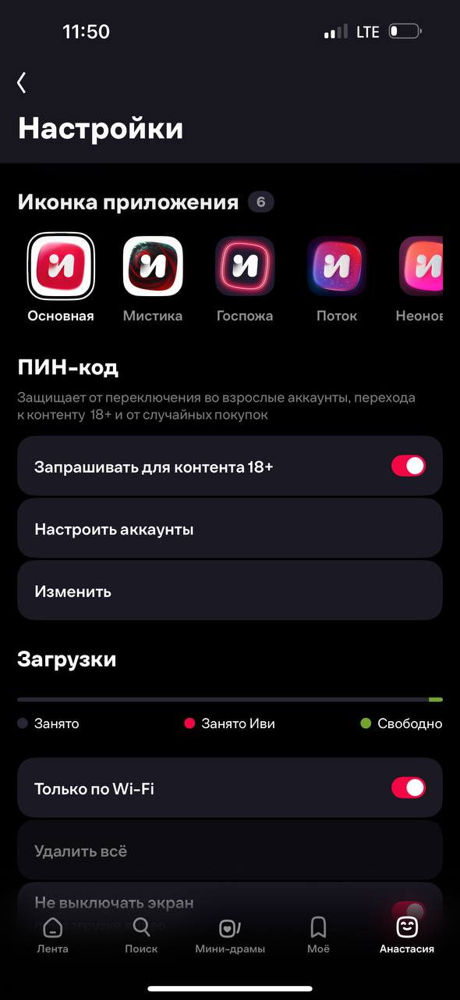 11:50
LTE
Настройки
Иконка приложения 6
Основная
Мистика
Госпожа
Поток
Неонов
ПИН-код
Защищает от переключения во взрослые аккаунты, перехода
к контенту 18+ и от случайных покупок
Запрашивать для контента 18+
Настроить аккаунты
Изменить
Загрузки
Занято
Занято Иви
Свободно
Только по Wi-Fi
Удалить всё
Не выключать экран
Лента
Поиск
Мини-драмы
Моё
Анастасия